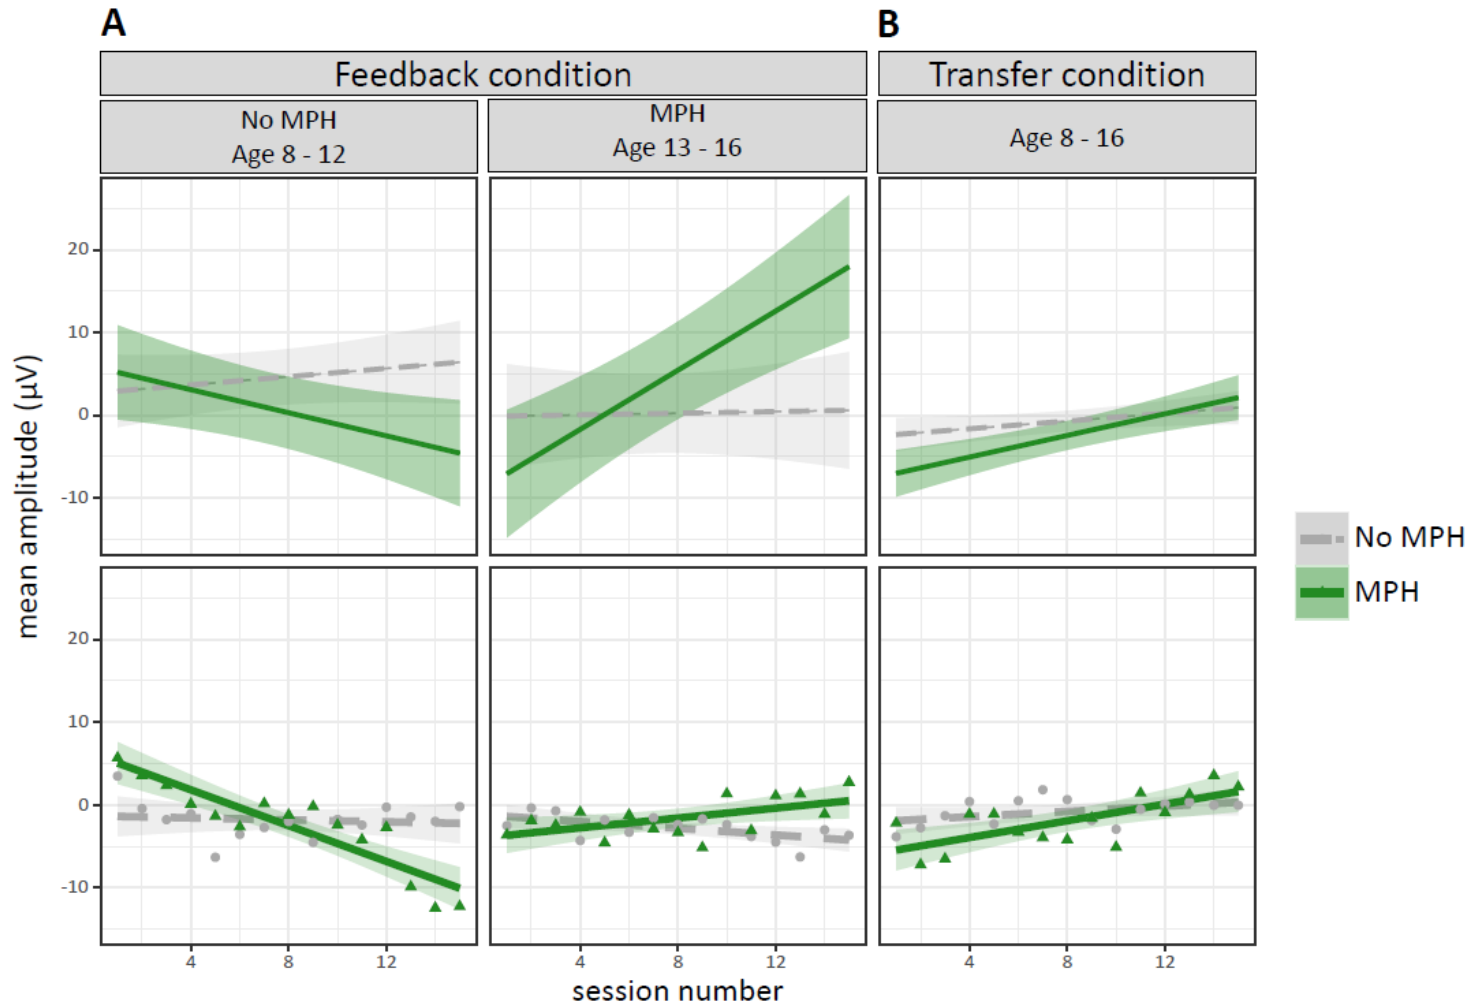 A
B
Feedback condition
Transfer condition
No MPH
Age 8 - 12
MPH
Age 13 - 16
Age 8 - 16
mean amplitude (µV)
20
10
0
-10
20
10
0
-10
4 8 12
4 8 12
4 8 12
session number
No MPH
MPH